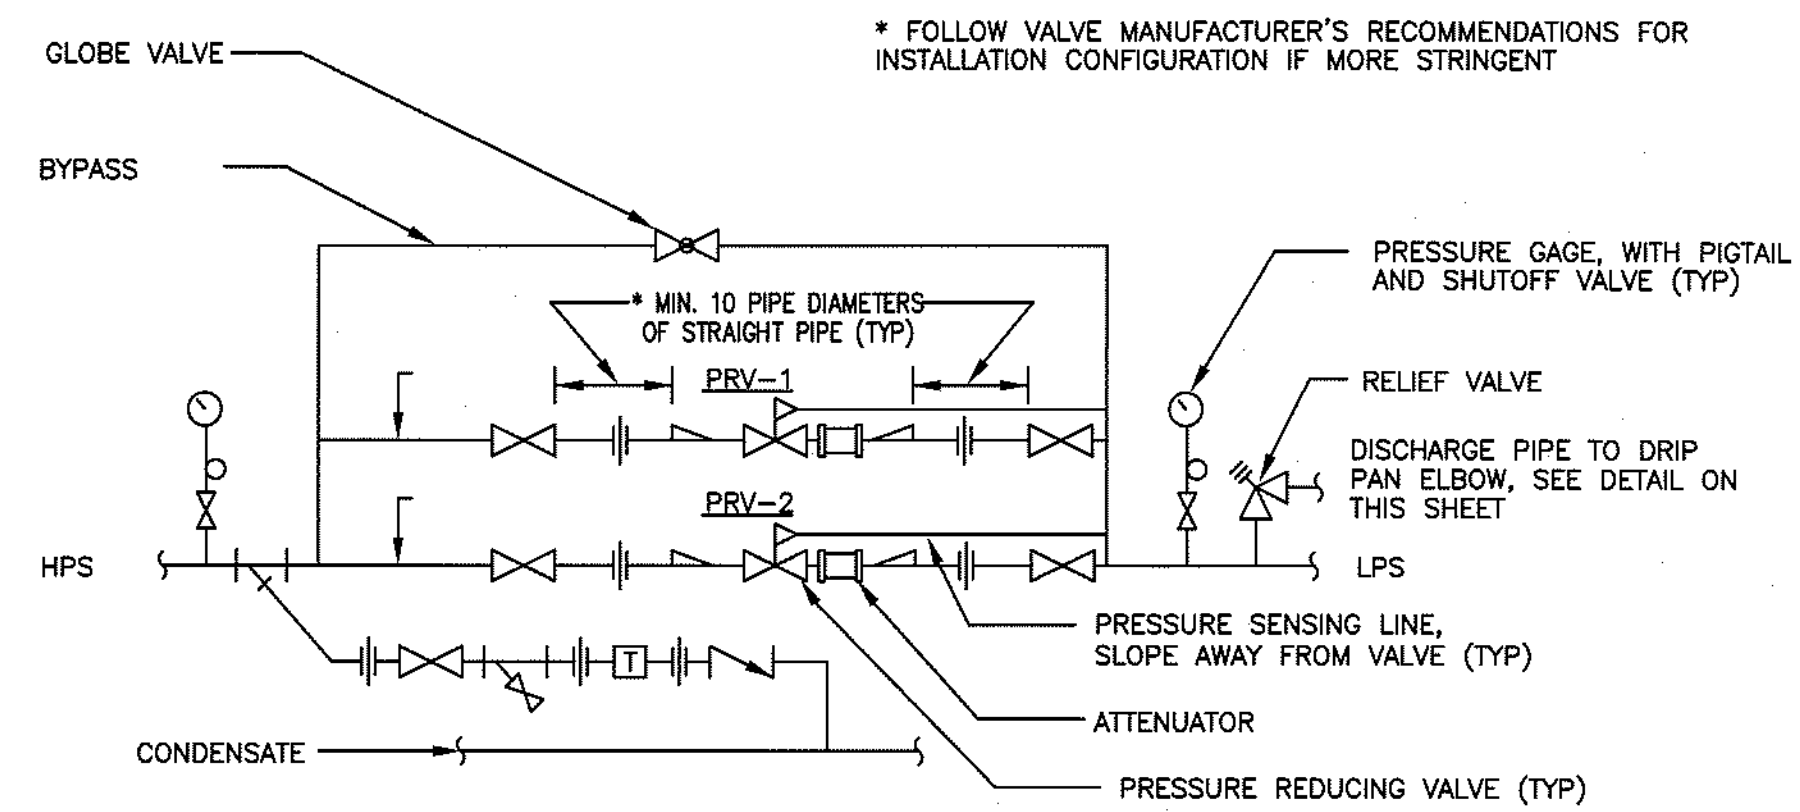 * FOLLOW VALVE MANUFACTURER'S RECOMMENDATIONS FOR
INSTALLATION CONFIGURATION IF MORE STRINGENT
GLOBE VALVE
BYPASS
PRESSURE GAGE, WITH PIGTAIL
AND SHUTOFF VALVE (TYP)
* MIN. 10 PIPE DIAMETERS
OF STRAIGHT PIPE (TYP)
PRV-1
RELIEF VALVE
DISCHARGE PIPE TO DRIP
PAN ELBOW, SEE DETAIL ON
THIS SHEET
PRV-2
HPS
LPS
PRESSURE SENSING LINE,
SLOPE AWAY FROM VALVE (TYP)
T
ATTENUATOR
CONDENSATE
PRESSURE REDUCING VALVE (TYP)